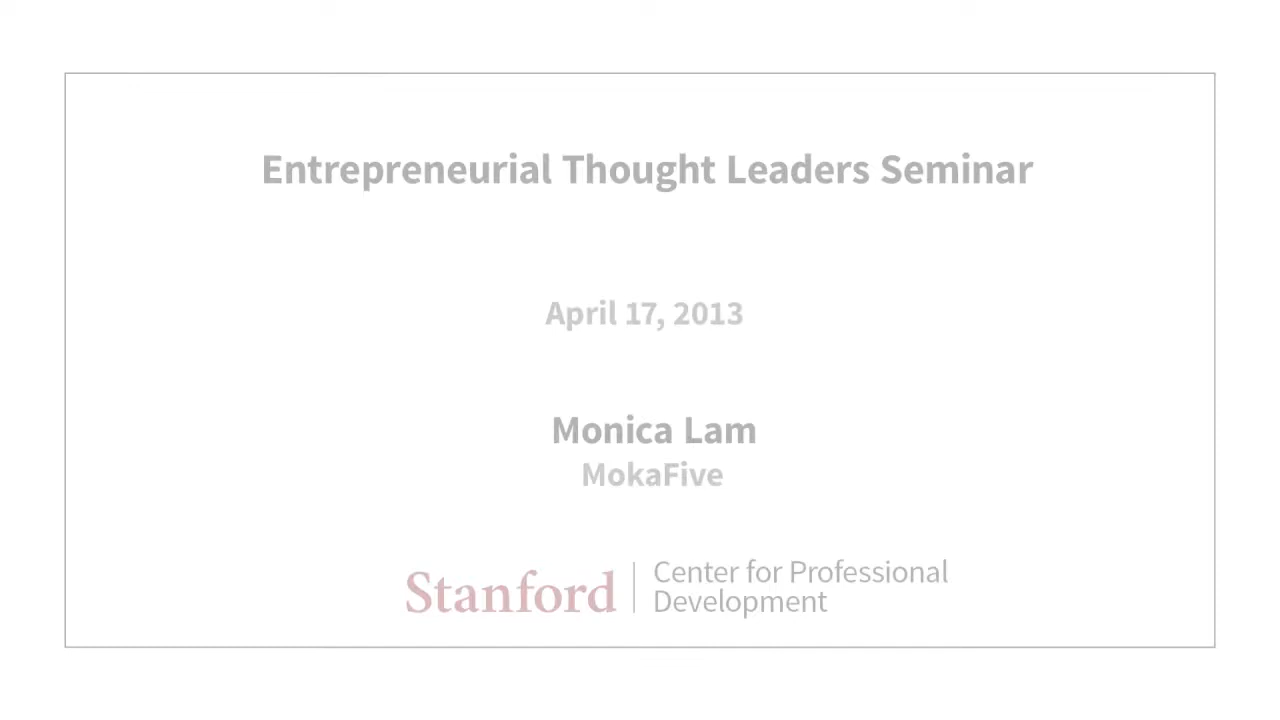 Entrepreneurial Thought Leaders Seminar
April 17, 2013
Monica Lam
MokaFive
Stanford
Center for Professional
Development